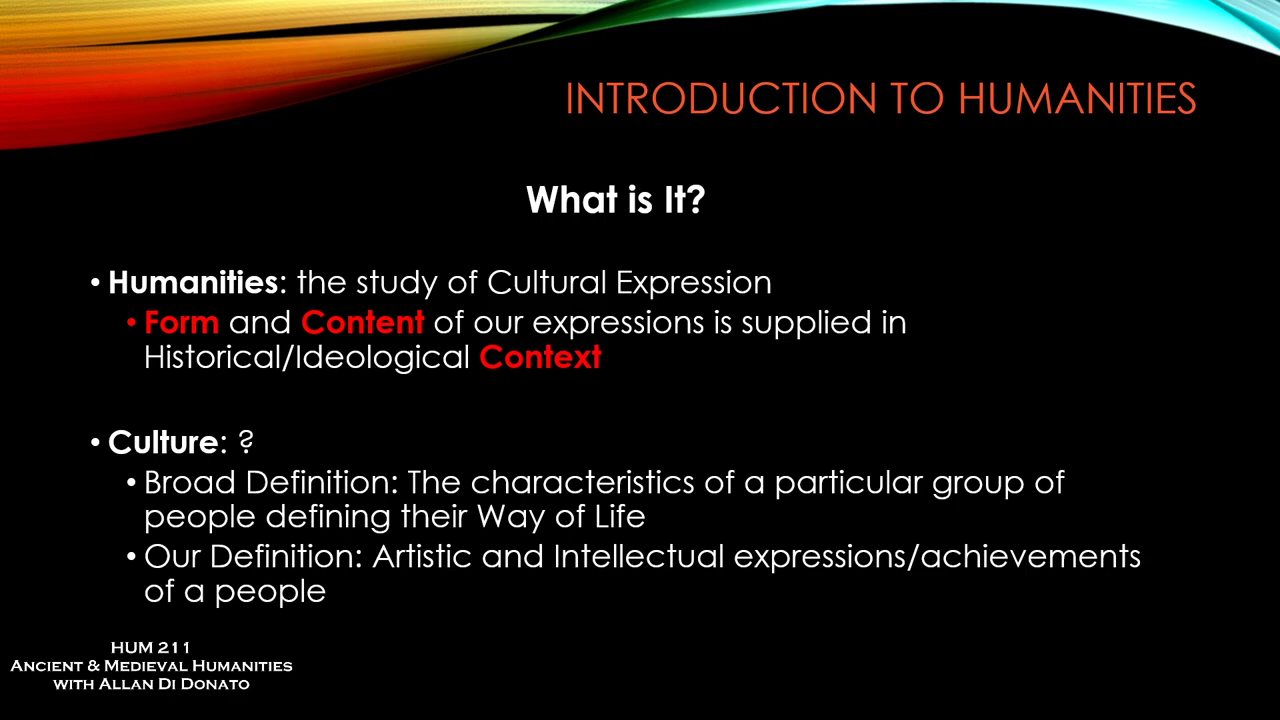 INTRODUCTION TO HUMANITIES
What is It?
• Humanities: the study of Cultural Expression
• Form and Content of our expressions is supplied in
Historical/Ideological Context
• Culture: ?
• Broad Definition: The characteristics of a particular group of
people defining their Way of Life
• Our Definition: Artistic and Intellectual expressions/achievements
of a people
HUM 211
Ancient & Medieval Humanities
with Allan Di Donato